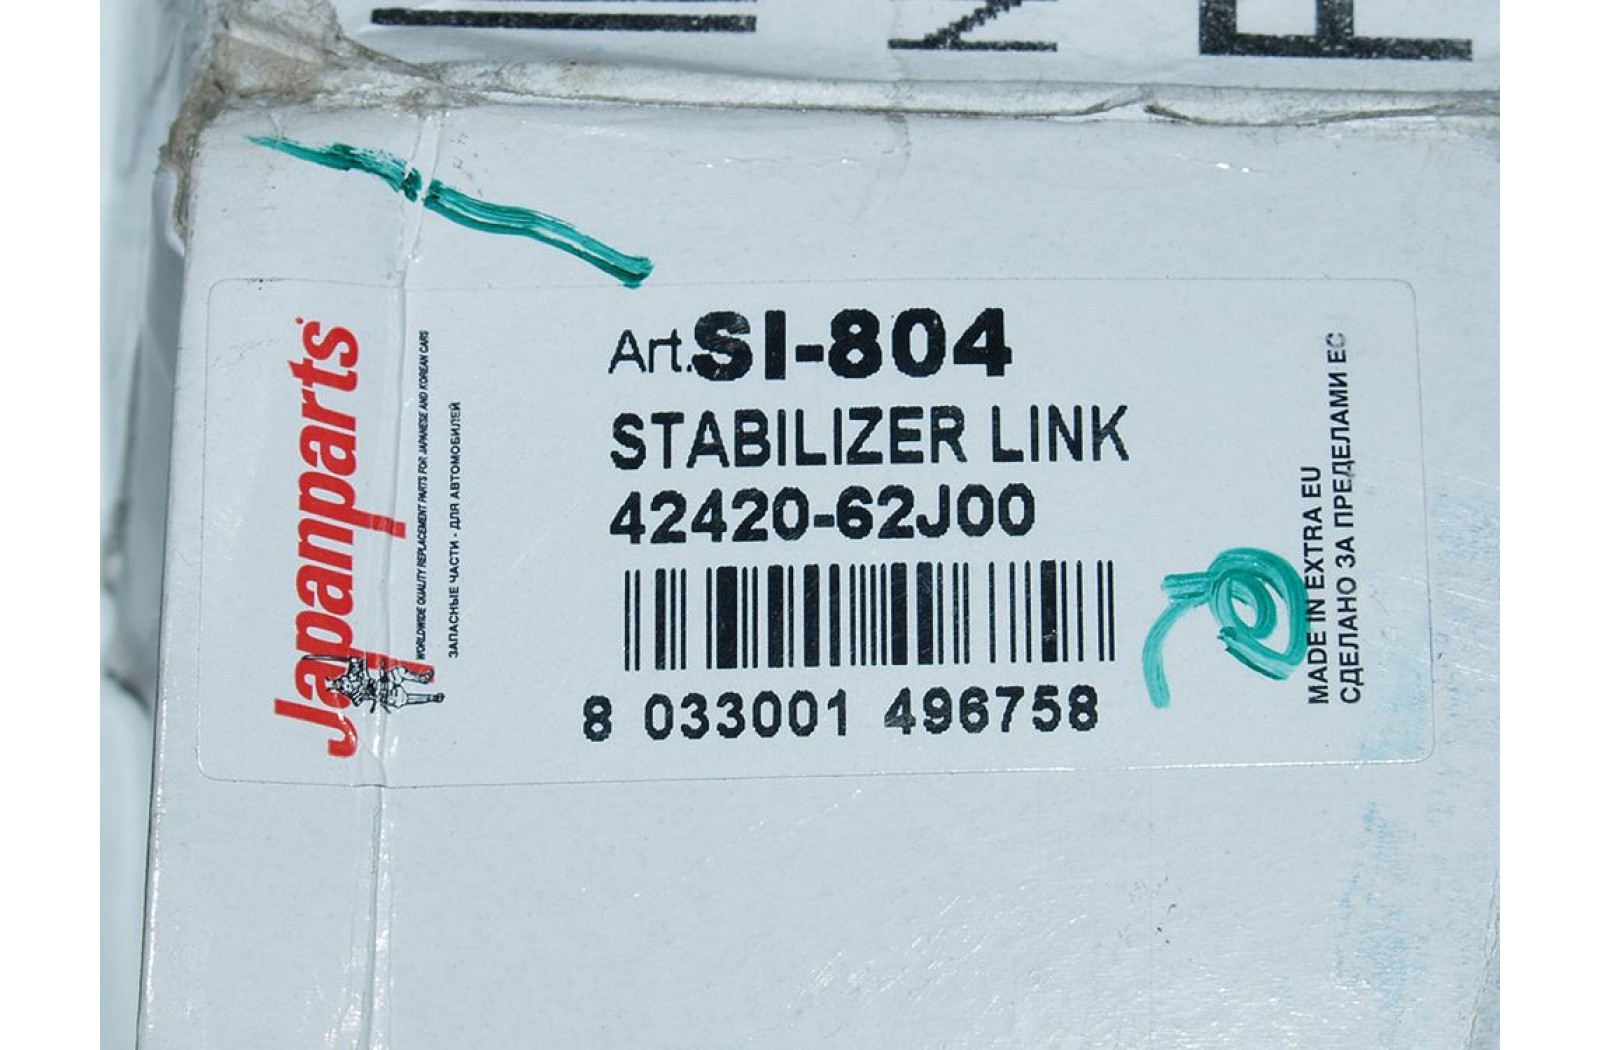 Japanparts
WORLDWIDE QUALITY REPLACEMENT PARTS FOR JAPANESE AND KOREAN CARS
ЗАПАСНЫЕ ЧАСТИ - ДЛЯ АВТОМОБИЛЕЙ
Art.SI-804
STABILIZER LINK
42420-62J00
8 033001 496758
MADE IN EXTRA EU
СДЕЛАНО ЗА ПРЕДЕЛАМИ ЕС